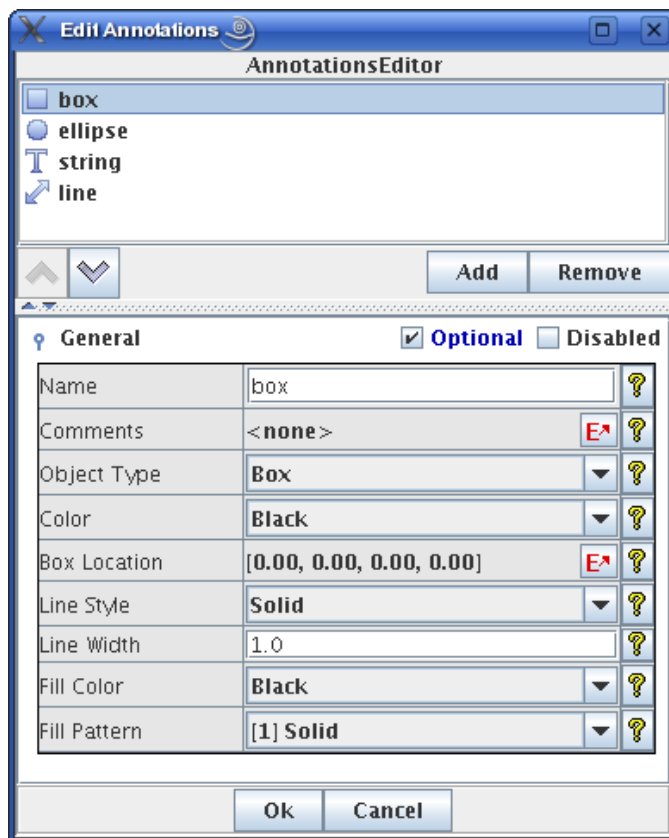 Edit Annotations
AnnotationsEditor
box
ellipse
string
line
Add Remove
General Optional Disabled
Name box
Comments <none>
Object Type Box
Color Black
Box Location [0.00, 0.00, 0.00, 0.00]
Line Style Solid
Line Width 1.0
Fill Color Black
Fill Pattern [1] Solid
Ok Cancel